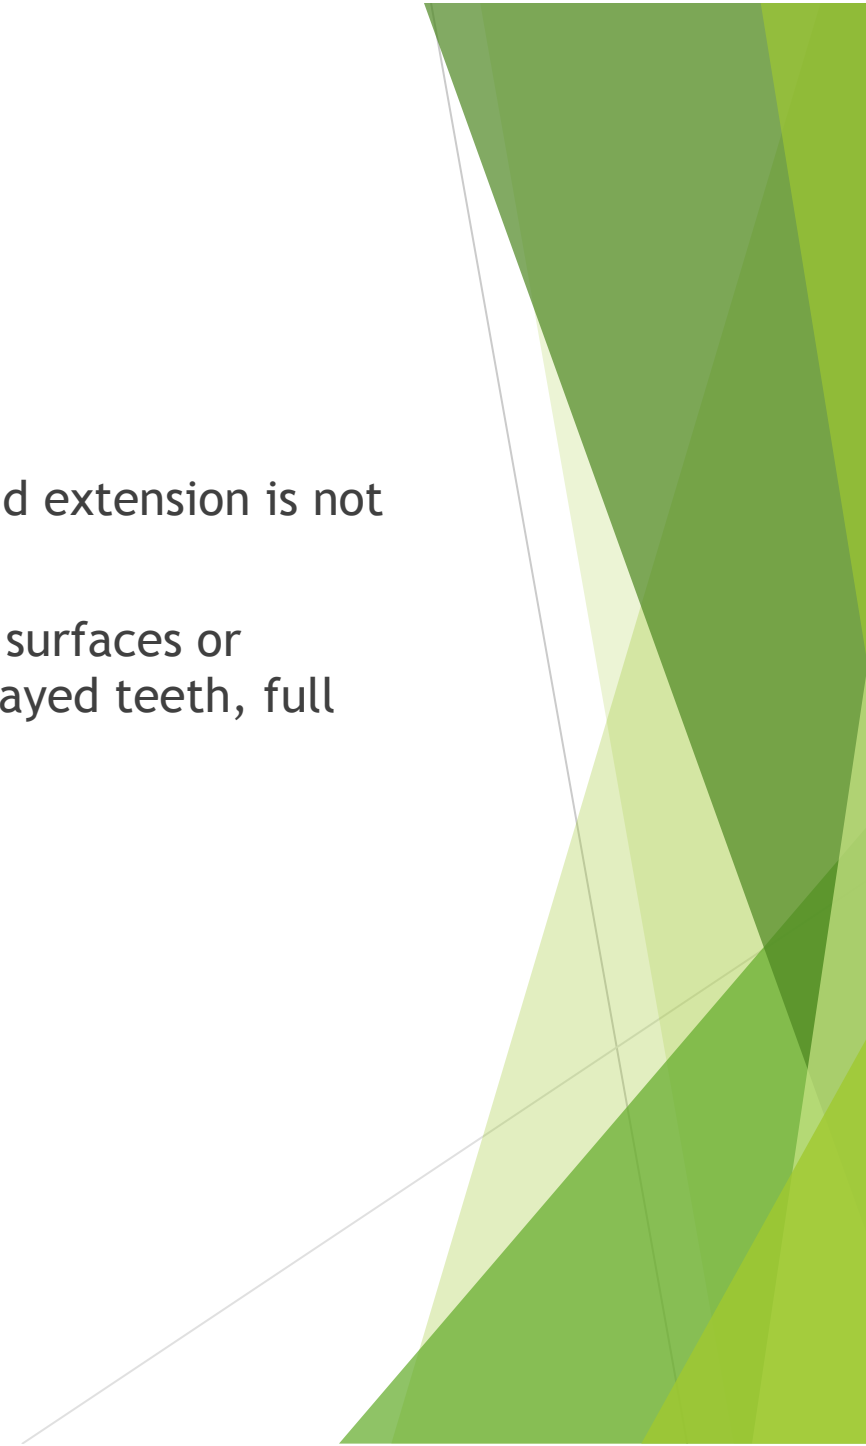 d extension is not
surfaces or
ayed teeth, full